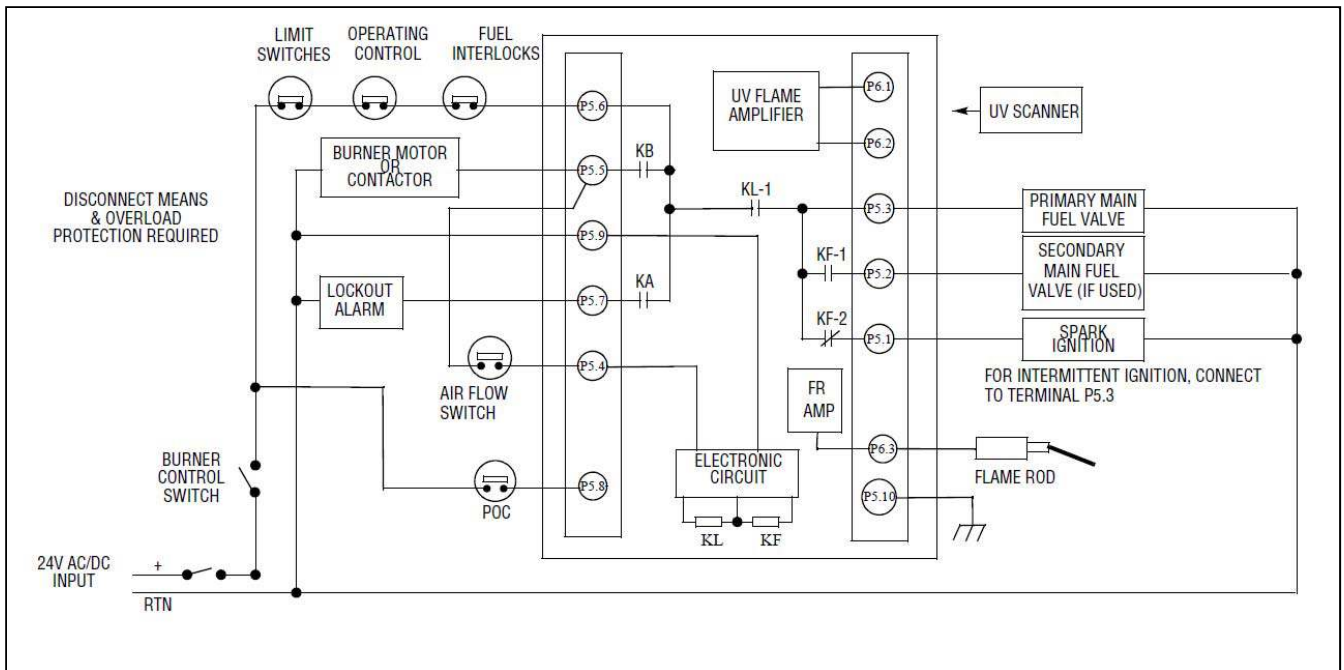 LIMIT
SWITCHES
OPERATING
CONTROL
FUEL
INTERLOCKS
P5.6
UV FLAME
AMPLIFIER
P6.1
UV SCANNER
P6.2
BURNER MOTOR
OR
CONTACTOR
P5.5
KB
KL-1
P5.3
PRIMARY MAIN
FUEL VALVE
DISCONNECT MEANS
& OVERLOAD
PROTECTION REQUIRED
P5.9
KF-1
P5.2
SECONDARY
MAIN FUEL
VALVE (IF USED)
LOCKOUT
ALARM
P5.7
KA
KF-2
P5.1
SPARK
IGNITION
FOR INTERMITTENT IGNITION, CONNECT
TO TERMINAL P5.3
P5.4
AIR FLOW
SWITCH
FR
AMP
P6.3
FLAME ROD
BURNER
CONTROL
SWITCH
POC
P5.8
ELECTRONIC
CIRCUIT
KL
KF
P5.10
24V AC/DC
INPUT
+
RTN